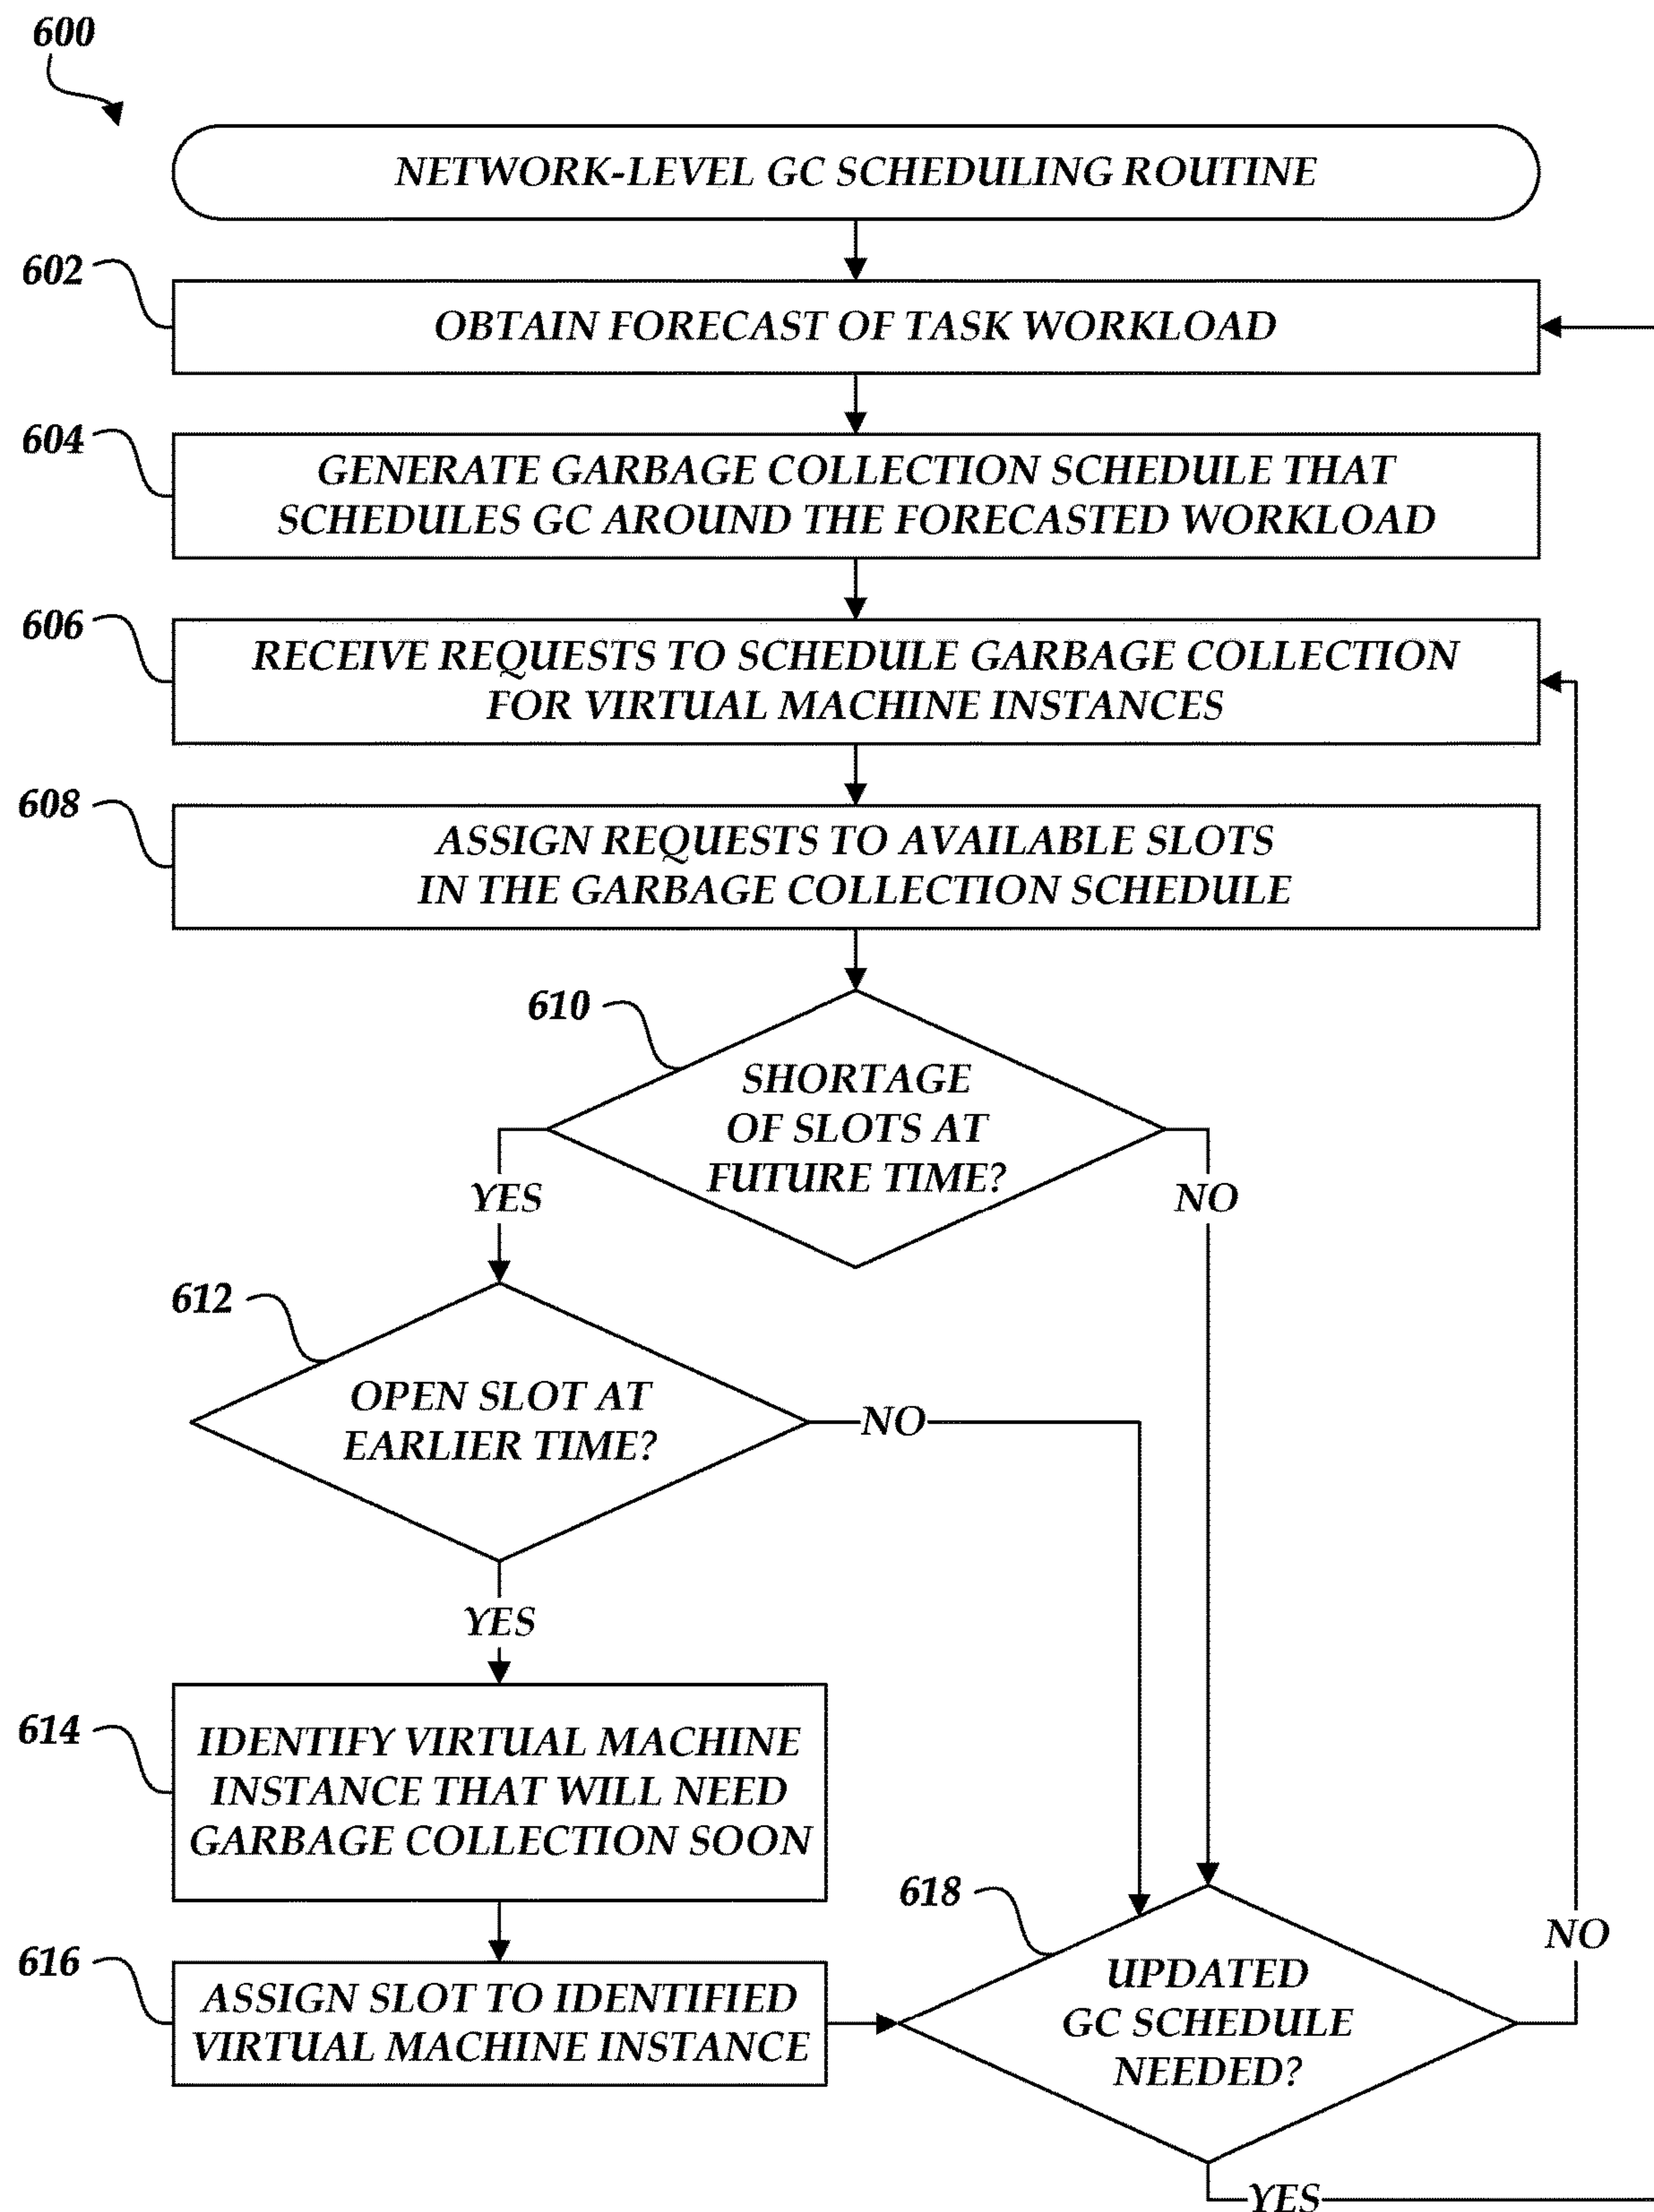 600
NETWORK-LEVEL GC SCHEDULING ROUTINE
602
OBTAIN FORECAST OF TASK WORKLOAD
604
GENERATE GARBAGE COLLECTION SCHEDULE THAT
SCHEDULES GC AROUND THE FORECASTED WORKLOAD
606
RECEIVE REQUESTS TO SCHEDULE GARBAGE COLLECTION
FOR VIRTUAL MACHINE INSTANCES
608
ASSIGN REQUESTS TO AVAILABLE SLOTS
IN THE GARBAGE COLLECTION SCHEDULE
610
SHORTAGE
OF SLOTS AT
FUTURE TIME?
YES
NO
612
OPEN SLOT AT
EARLIER TIME?
NO
YES
614
IDENTIFY VIRTUAL MACHINE
INSTANCE THAT WILL NEED
GARBAGE COLLECTION SOON
616
ASSIGN SLOT TO IDENTIFIED
VIRTUAL MACHINE INSTANCE
618
UPDATED
GC SCHEDULE
NEEDED?
NO
YES